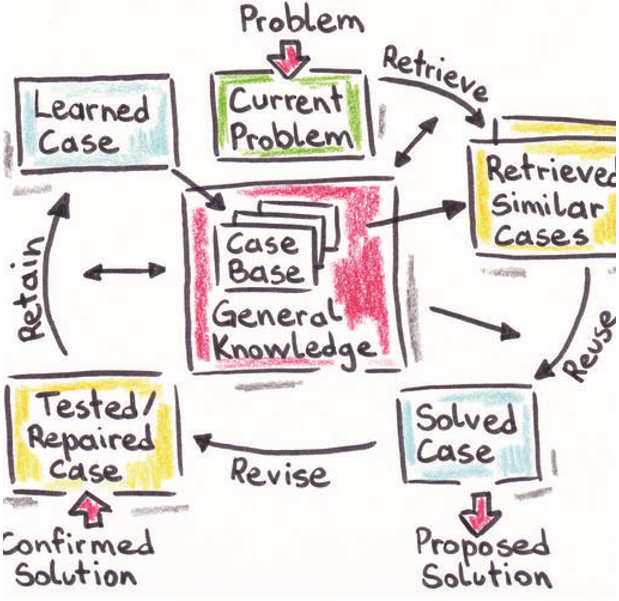 Problem
Retrieve
Learned
Case
Current
Problem
Retrieved
Similar
Cases
Case
Base
General
Knowledge
Retain
Reuse
Tested/
Repaired
Case
Solved
Case
Revise
Confirmed
Solution
Proposed
Solution